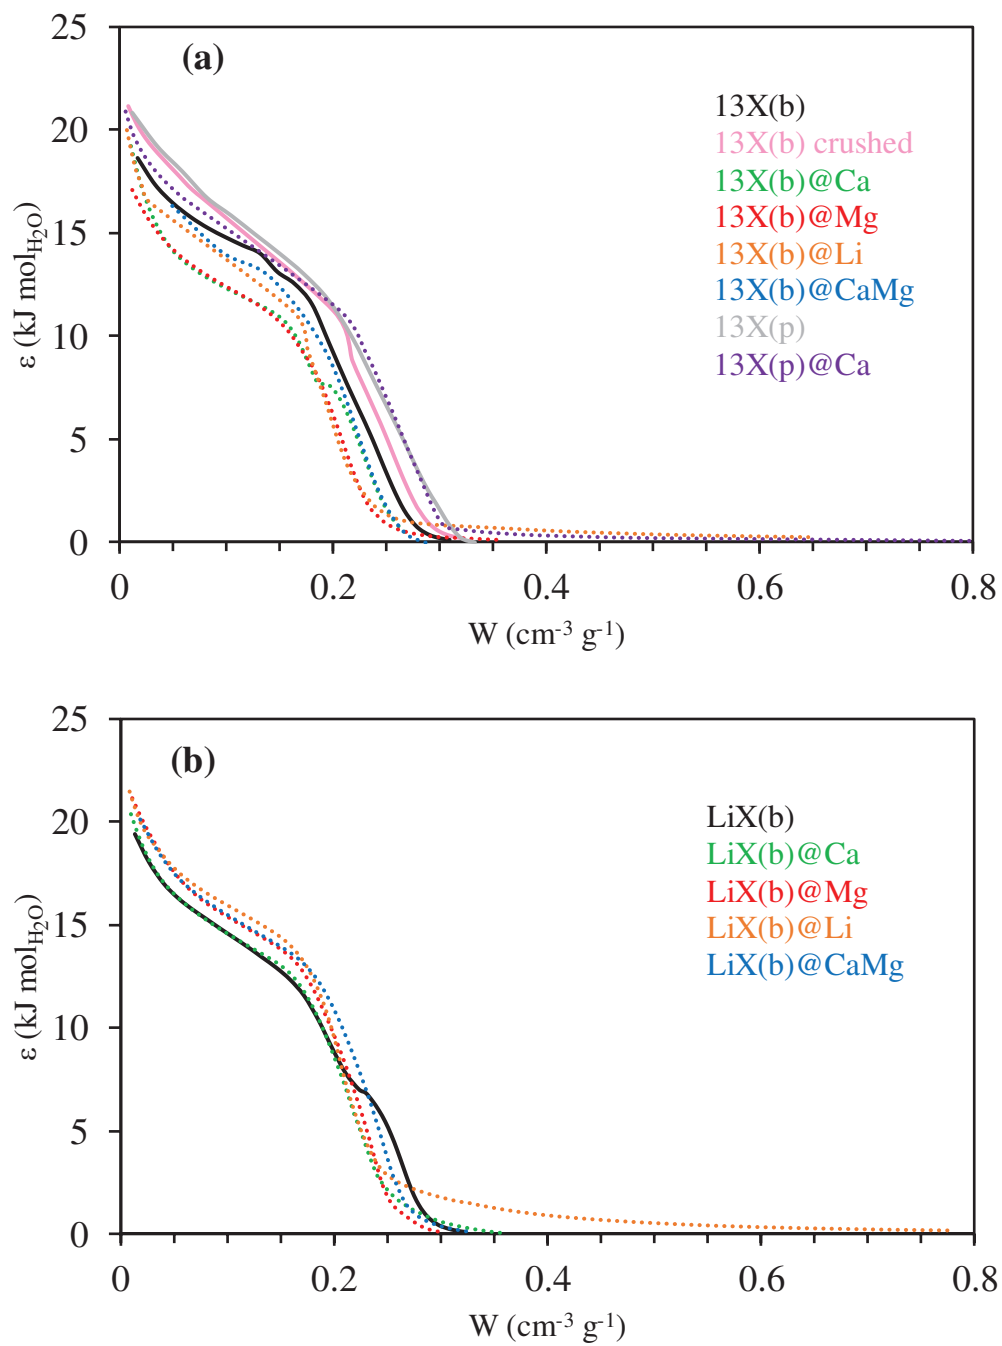 25
(a)
20
15
10
5
0
ε (kJ mol_H2O)
13X(b)
13X(b) crushed
13X(b)@Ca
13X(b)@Mg
13X(b)@Li
13X(b)@CaMg
13X(p)
13X(p)@Ca
0 0.2 0.4 0.6 0.8
W (cm⁻³ g⁻¹)
25
(b)
20
15
10
5
0
ε (kJ mol_H2O)
LiX(b)
LiX(b)@Ca
LiX(b)@Mg
LiX(b)@Li
LiX(b)@CaMg
0 0.2 0.4 0.6 0.8
W (cm⁻³ g⁻¹)